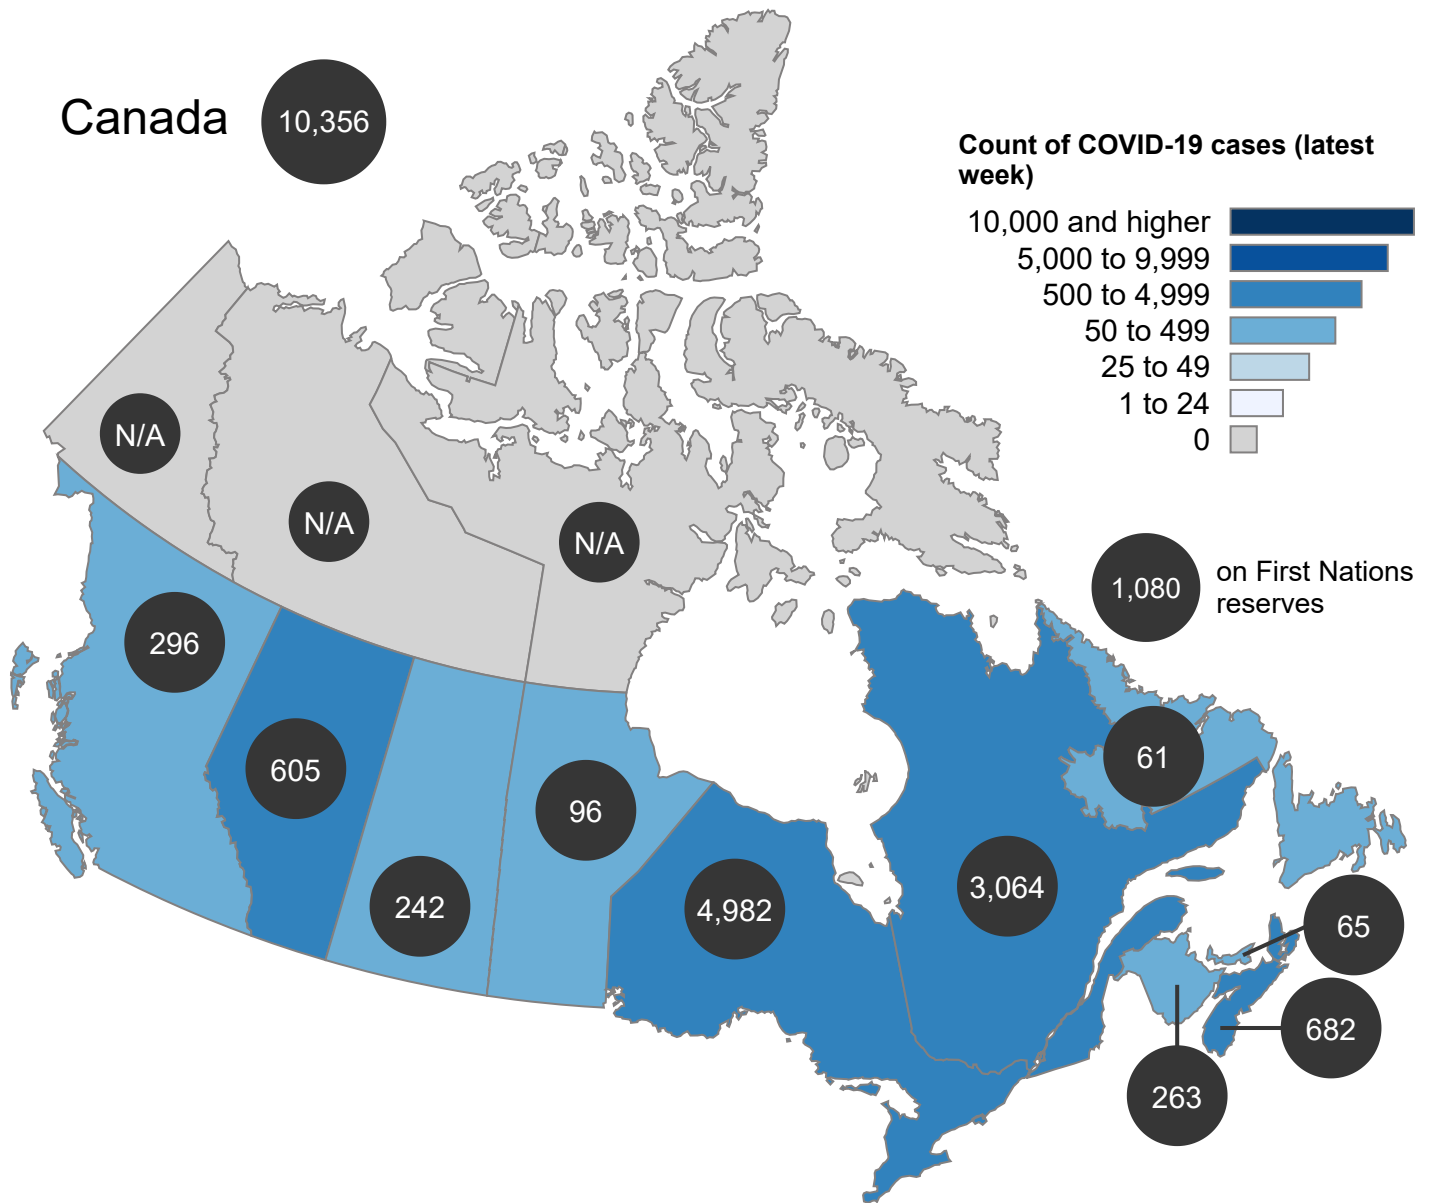 Canada
10,356
Count of COVID-19 cases (latest
week)
10,000 and higher
5,000 to 9,999
500 to 4,999
50 to 499
25 to 49
1 to 24
0
N/A
N/A
N/A
1,080
on First Nations
reserves
296
605
242
96
4,982
3,064
61
65
682
263